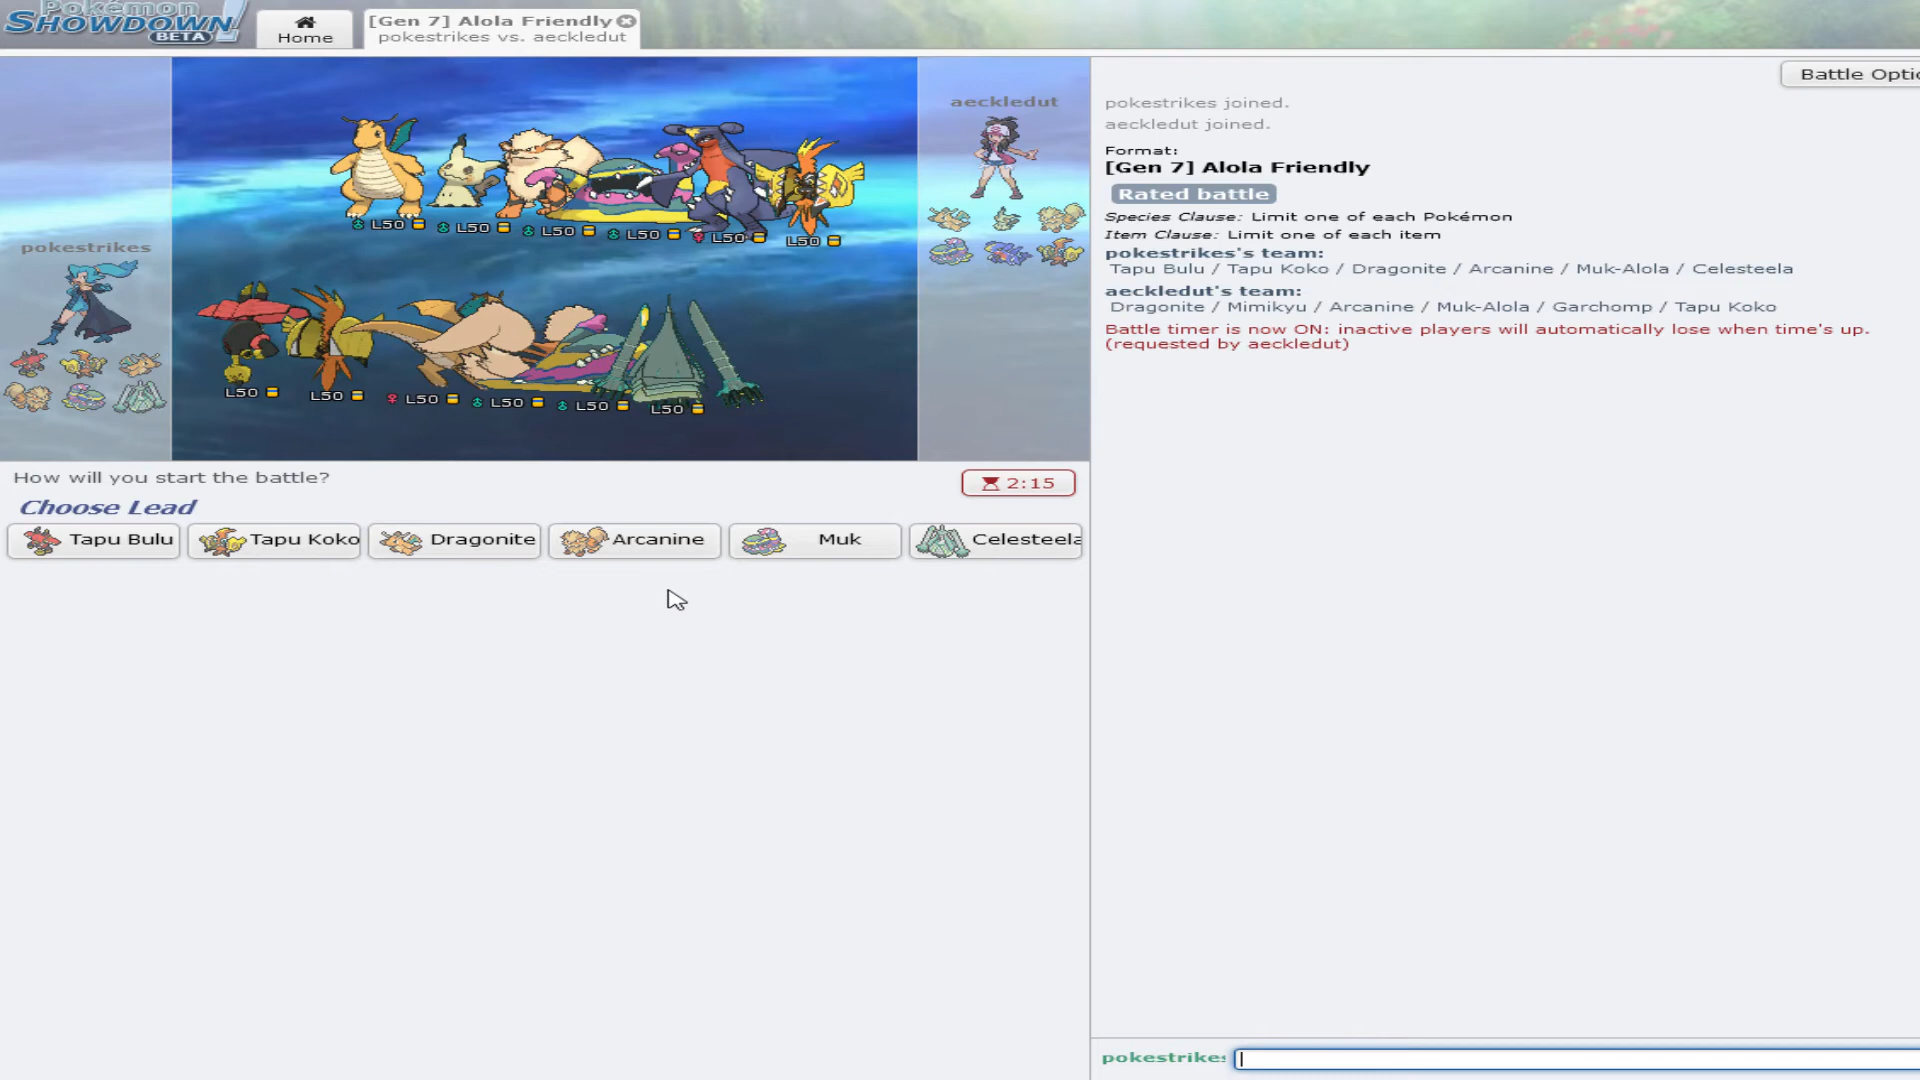 Pokémon
SHOWDOWN!
BETA
Home
[Gen 7] Alola Friendly
pokestrikes vs. aeckledut
Battle Optio
pokestrikes joined.
aeckledut joined.
Format:
[Gen 7] Alola Friendly
Rated battle
Species Clause: Limit one of each Pokémon
Item Clause: Limit one of each item
pokestrikes's team:
Tapu Bulu / Tapu Koko / Dragonite / Arcanine / Muk-Alola / Celesteela
aeckledut's team:
Dragonite / Mimikyu / Arcanine / Muk-Alola / Garchomp / Tapu Koko
Battle timer is now ON: inactive players will automatically lose when time's up.
(requested by aeckledut)
aeckledut
pokestrikes
L50 L50 L50 L50 L50 L50
L50 L50 L50 L50 L50 L50
How will you start the battle?
2:15
Choose Lead
Tapu Bulu Tapu Koko Dragonite Arcanine Muk Celesteela
pokestrikes